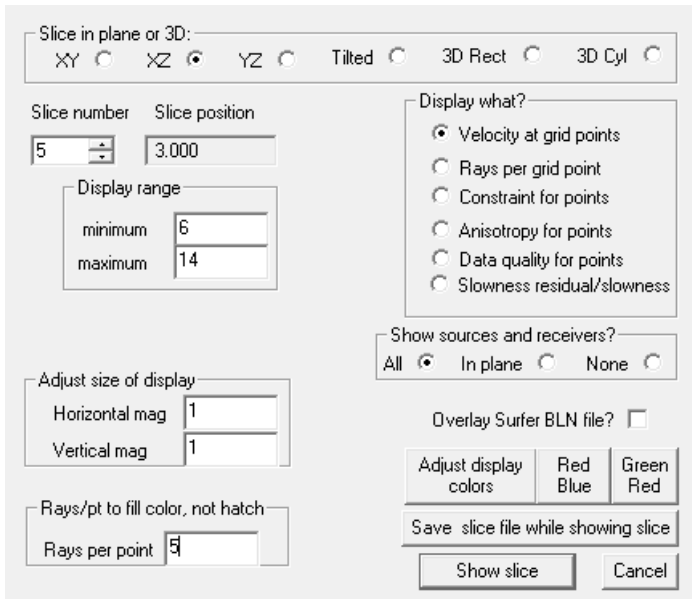 Slice in plane or 3D:
XY XZ YZ Tilted 3D Rect 3D Cyl
Slice number Slice position
5 3.000
Display range
minimum 6
maximum 14
Display what?
Velocity at grid points
Rays per grid point
Constraint for points
Anisotropy for points
Data quality for points
Slowness residual/slowness
Show sources and receivers?
All In plane None
Adjust size of display
Horizontal mag 1
Vertical mag 1
Overlay Surfer BLN file?
Adjust display colors
Red Blue
Green Red
Rays/pt to fill color, not hatch
Rays per point 5
Save slice file while showing slice
Show slice Cancel